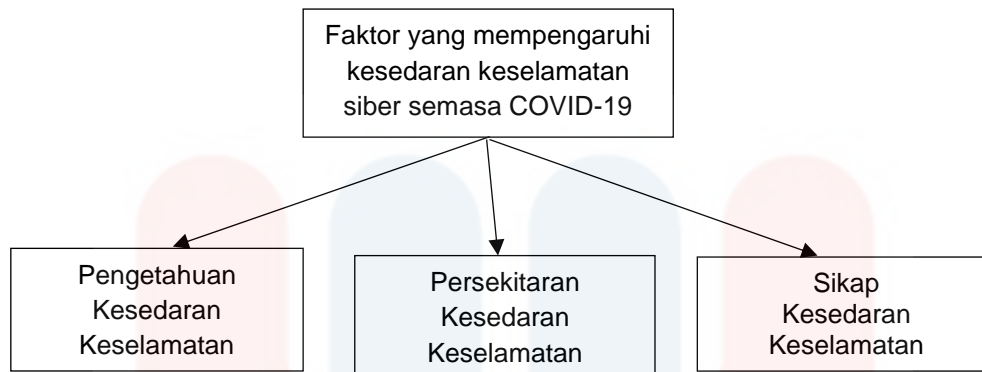 Faktor yang mempengaruhi
kesedaran keselamatan
siber semasa COVID-19
Pengetahuan
Kesedaran
Keselamatan
Persekitaran
Kesedaran
Keselamatan
Sikap
Kesedaran
Keselamatan